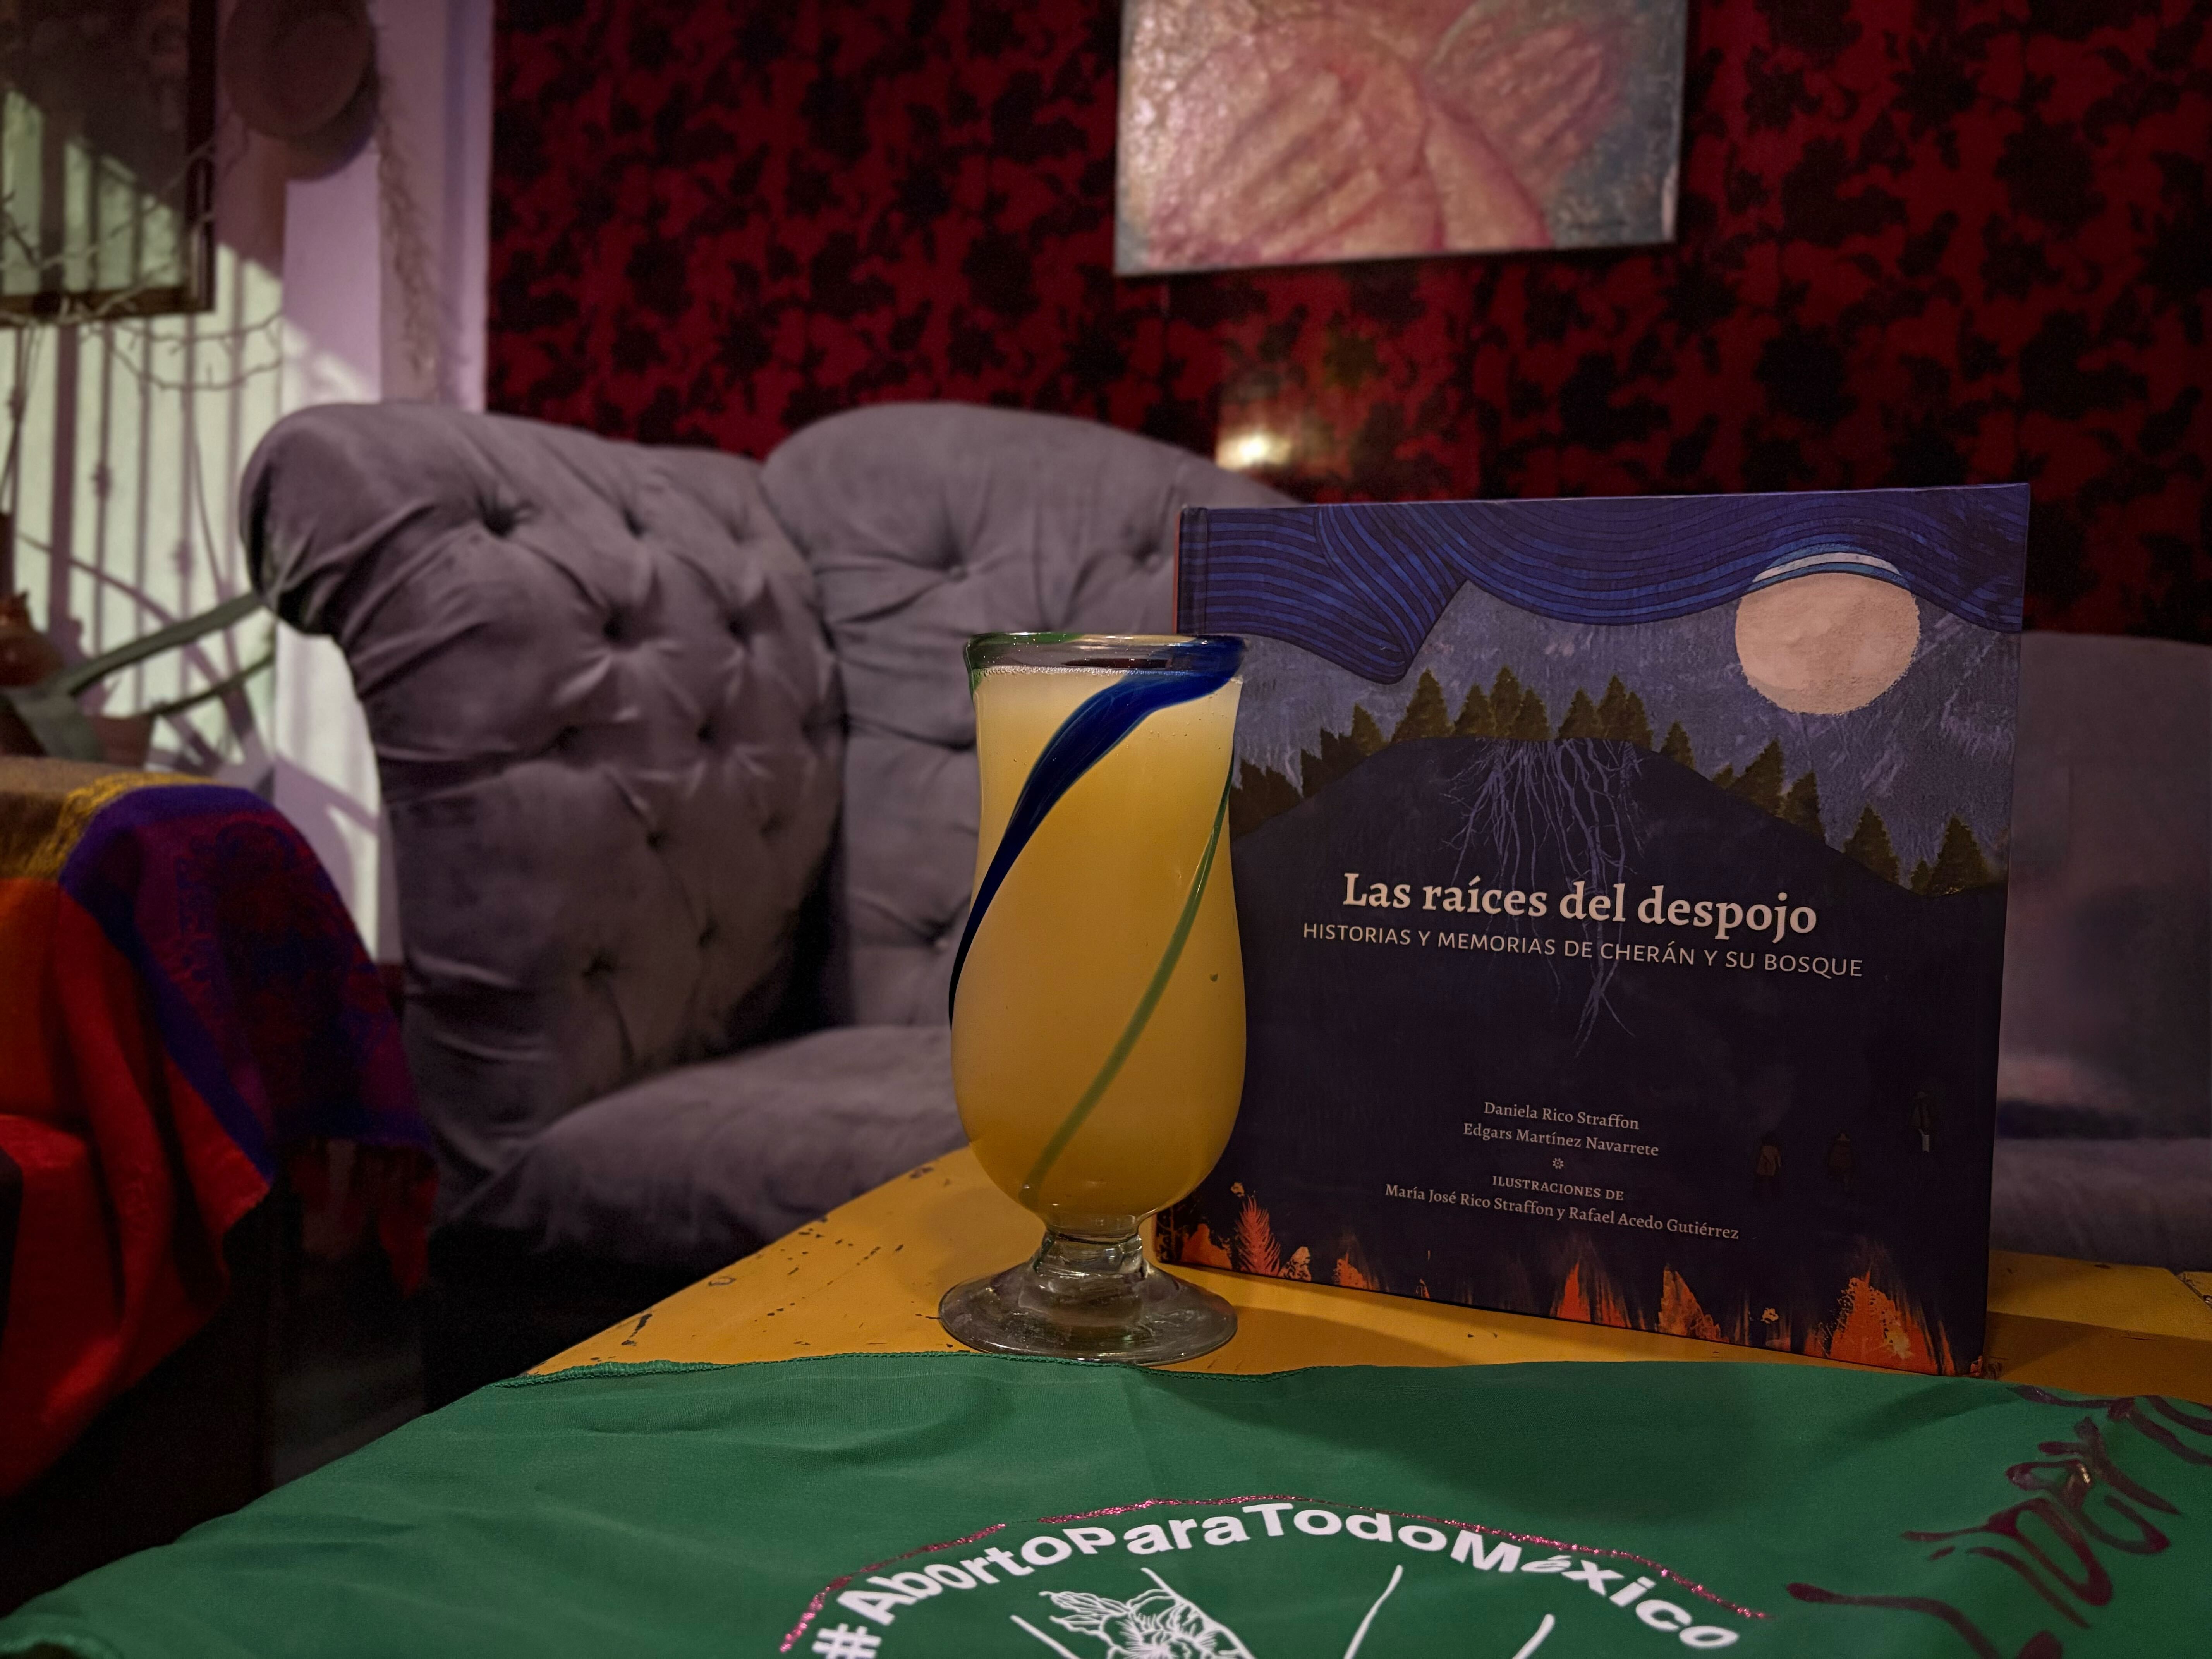 Las raíces del despojo
HISTORIAS Y MEMORIAS DE CHERÁN Y SU BOSQUE
Daniela Rico Straffon
Edgars Martínez Navarrete
ILUSTRACIONES DE
María José Rico Straffon y Rafael Acedo Gutiérrez
#AbortoParaTodoMéxico